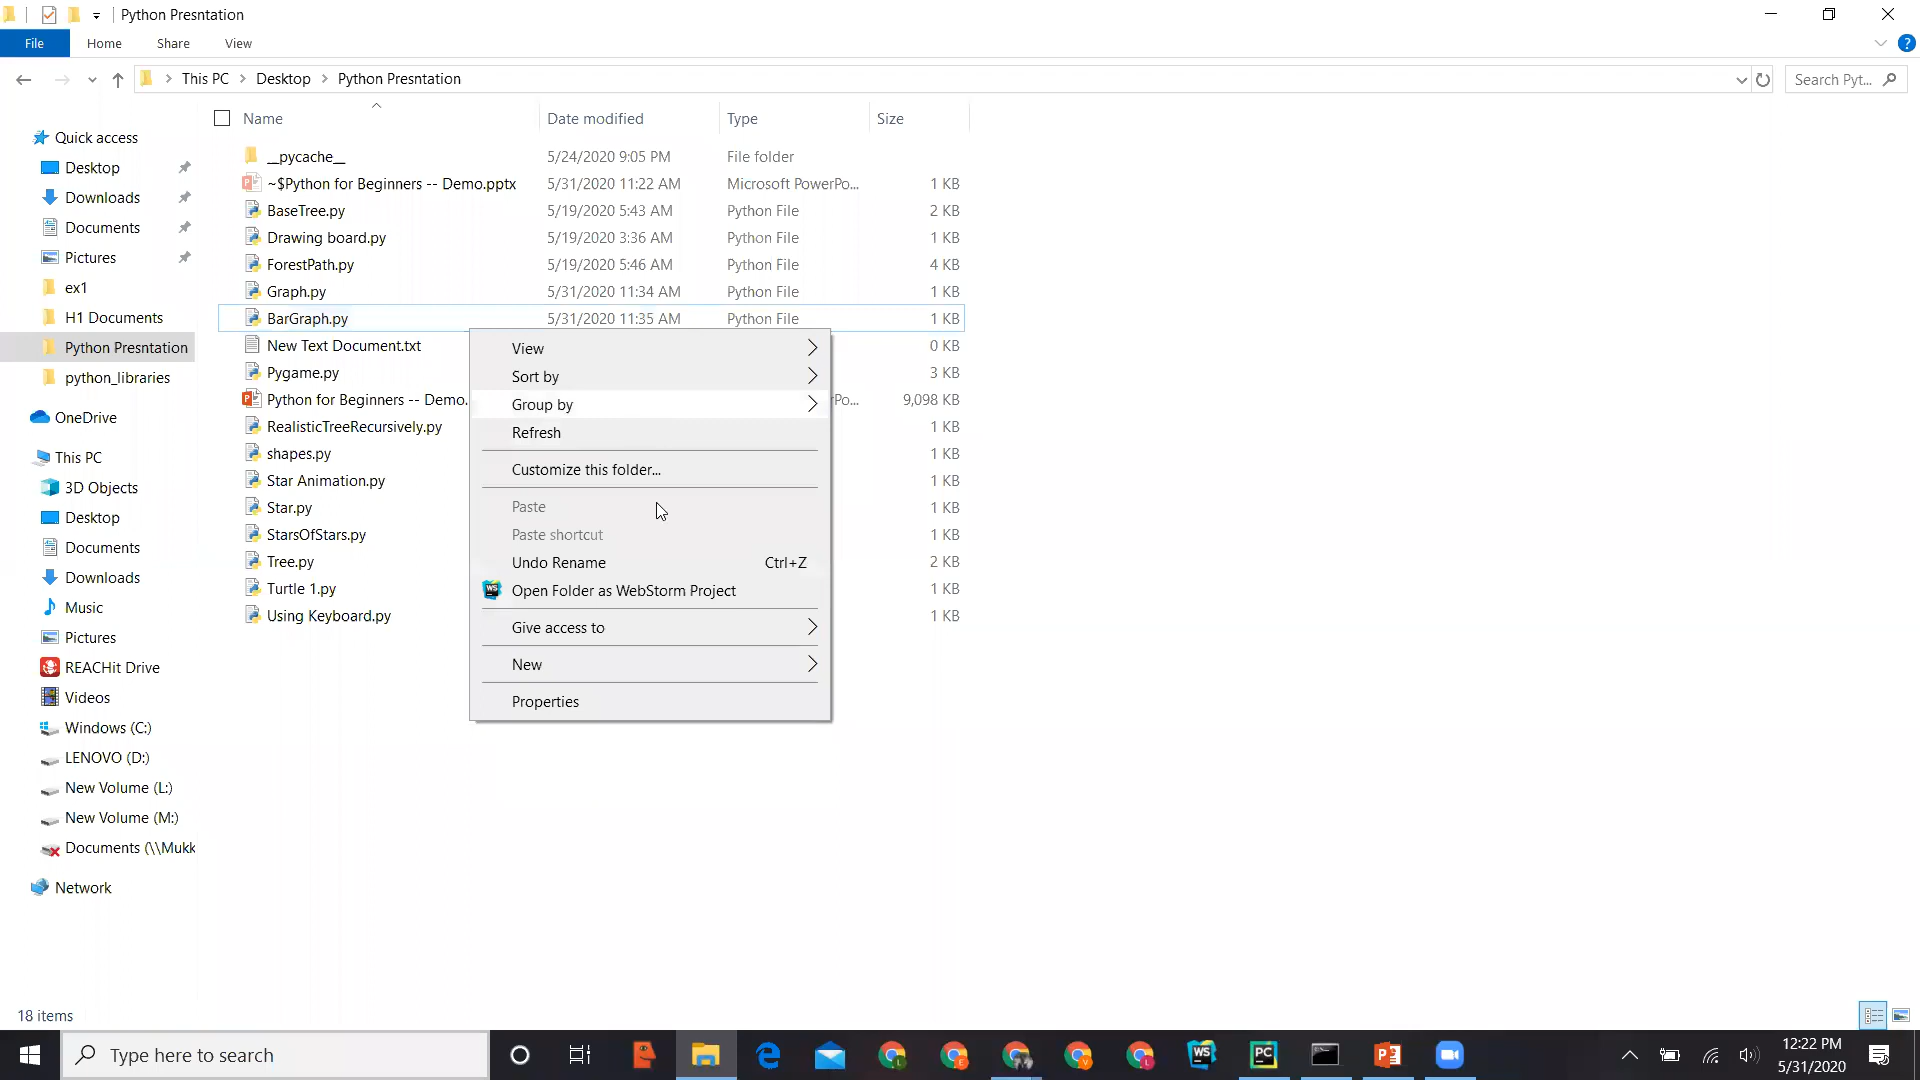 Python Presntation
File Home Share View
This PC Desktop Python Presntation
Search Pyt...
Name Date modified Type Size
Quick access
Desktop
Downloads
Documents
Pictures
ex1
H1 Documents
Python Presntation
python_libraries
OneDrive
This PC
3D Objects
Desktop
Documents
Downloads
Music
Pictures
REACHit Drive
Videos
Windows (C:)
LENOVO (D:)
New Volume (L:)
New Volume (M:)
Documents (\\Mukk
Network
__pycache__ 5/24/2020 9:05 PM File folder
~$Python for Beginners -- Demo.pptx 5/31/2020 11:22 AM Microsoft PowerPo... 1 KB
BaseTree.py 5/19/2020 5:43 AM Python File 2 KB
Drawing board.py 5/19/2020 3:36 AM Python File 1 KB
ForestPath.py 5/19/2020 5:46 AM Python File 4 KB
Graph.py 5/31/2020 11:34 AM Python File 1 KB
BarGraph.py 5/31/2020 11:35 AM Python File 1 KB
New Text Document.txt 0 KB
Pygame.py 3 KB
Python for Beginners -- Demo. Po... 9,098 KB
RealisticTreeRecursively.py 1 KB
shapes.py 1 KB
Star Animation.py 1 KB
Star.py 1 KB
StarsOfStars.py 1 KB
Tree.py 2 KB
Turtle 1.py 1 KB
Using Keyboard.py 1 KB
View
Sort by
Group by
Refresh
Customize this folder...
Paste
Paste shortcut
Undo Rename Ctrl+Z
WS Open Folder as WebStorm Project
Give access to
New
Properties
18 items
Type here to search
WS
PC
12:22 PM
5/31/2020